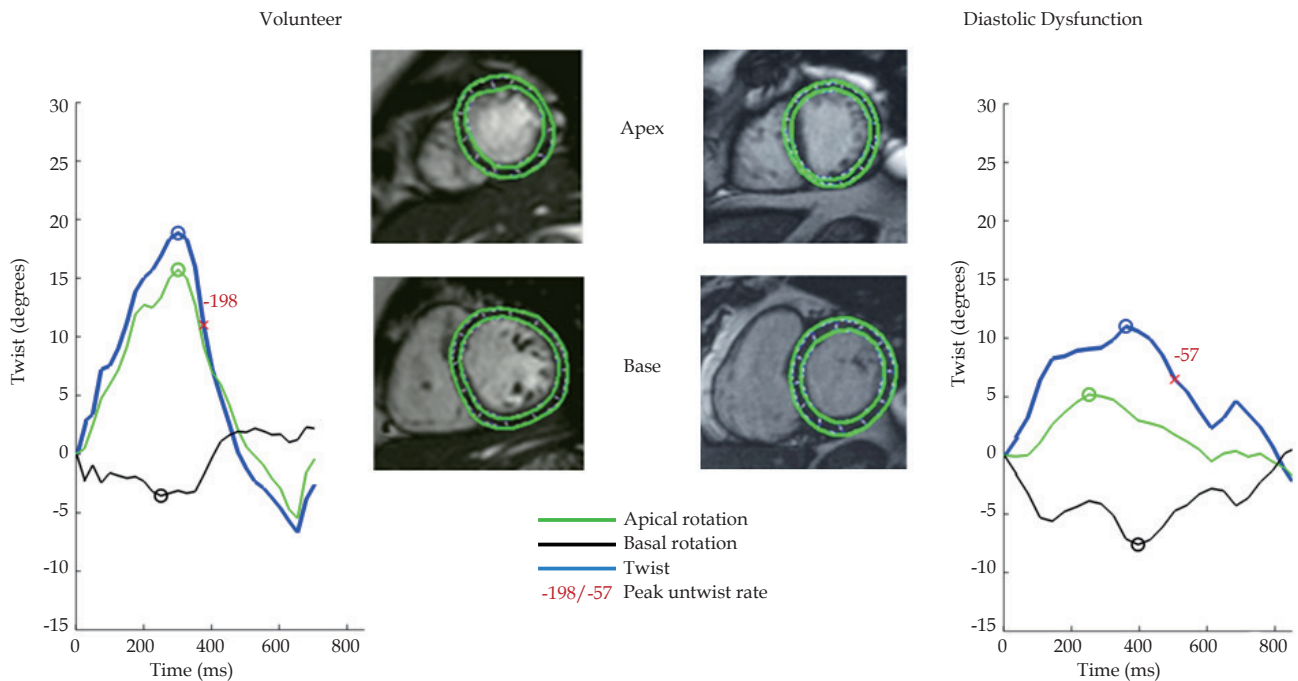 Volunteer
Diastolic Dysfunction
Apex
Base
30
25
20
15
10
5
0
-5
-10
-15
Twist (degrees)
-198
0 200 400 600 800
Time (ms)
Apical rotation
Basal rotation
Twist
-198/-57 Peak untwist rate
30
25
20
15
10
5
0
-5
-10
-15
Twist (degrees)
-57
0 200 400 600 800
Time (ms)